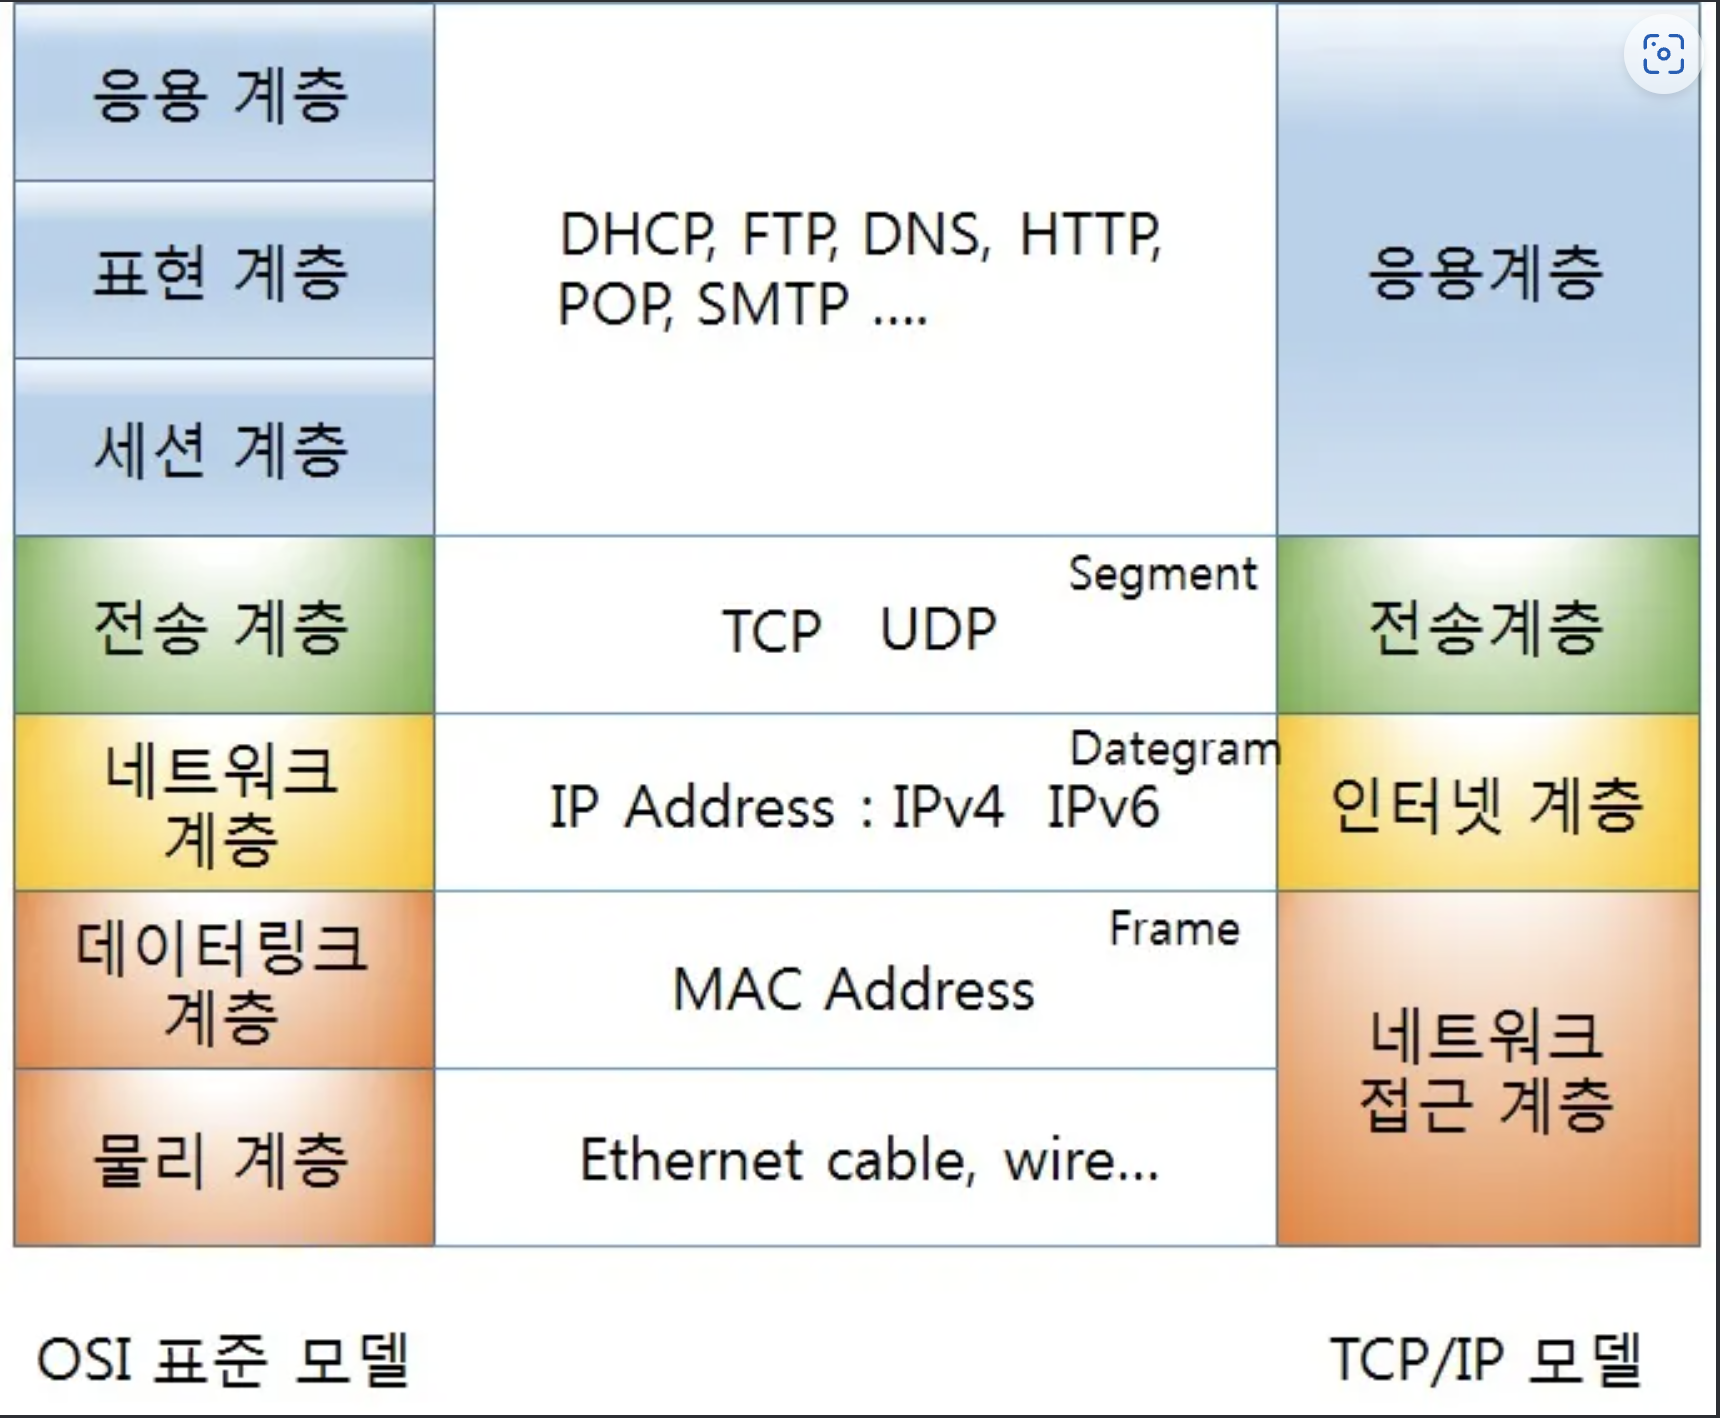 응용 계층
표현 계층
세션 계층
DHCP, FTP, DNS, HTTP,
POP, SMTP ....
응용계층
전송 계층
Segment
TCP UDP
전송계층
네트워크
계층
Dategram
IP Address : IPv4 IPv6
인터넷 계층
데이터링크
계층
Frame
MAC Address
물리 계층
Ethernet cable, wire...
네트워크
접근 계층
OSI 표준 모델
TCP/IP 모델